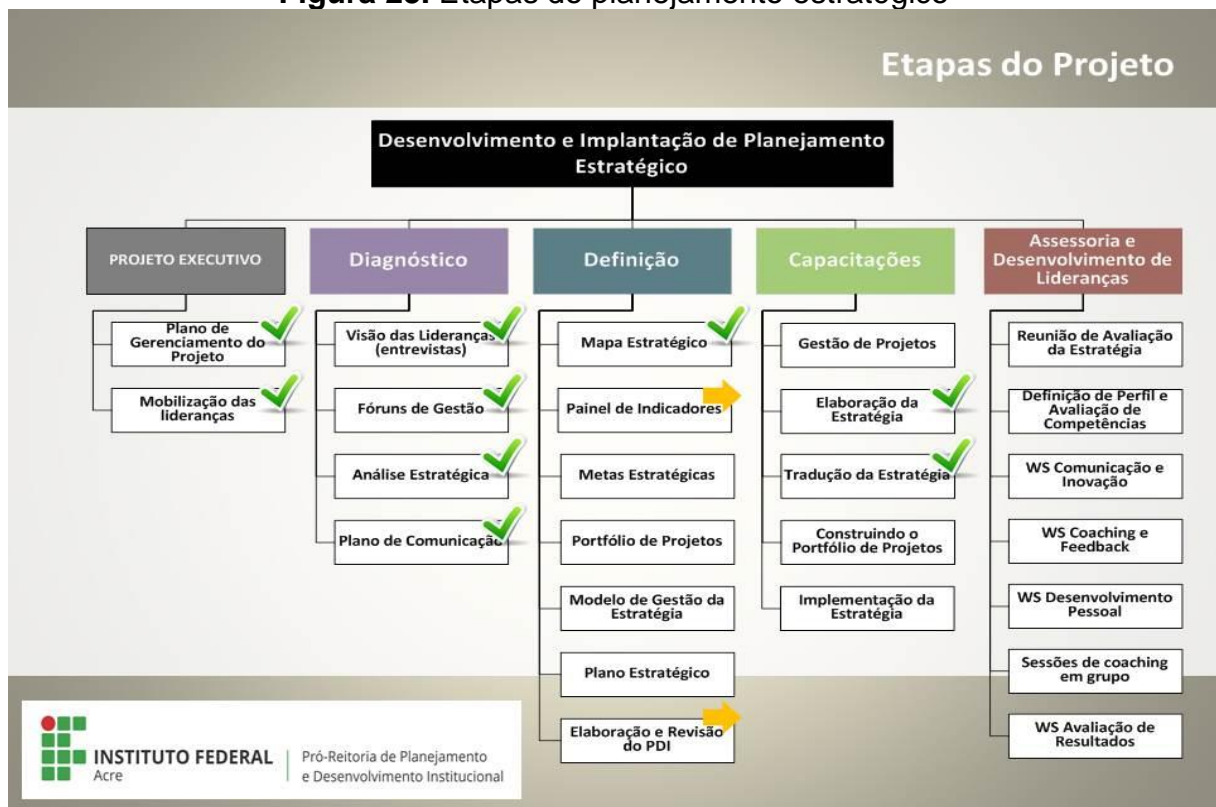 Etapas do planejamento estratégico
Etapas do Projeto
Desenvolvimento e Implantação de Planejamento
Estratégico
PROJETO EXECUTIVO
Plano de
Gerenciamento do
Projeto
Mobilização das
lideranças
Diagnóstico
Visão das Lideranças
(entrevistas)
Fóruns de Gestão
Análise Estratégica
Plano de Comunicação
Definição
Mapa Estratégico
Painel de Indicadores
Metas Estratégicas
Portfólio de Projetos
Modelo de Gestão da
Estratégia
Plano Estratégico
Elaboração e Revisão
do PDI
Capacitações
Gestão de Projetos
Elaboração da
Estratégia
Tradução da Estratégia
Construindo o
Portfólio de Projetos
Implementação da
Estratégia
Assessoria e
Desenvolvimento de
Lideranças
Reunião de Avaliação
da Estratégia
Definição de Perfil e
Avaliação de
Competências
WS Comunicação e
Inovação
WS Coaching e
Feedback
WS Desenvolvimento
Pessoal
Sessões de coaching
em grupo
WS Avaliação de
Resultados
INSTITUTO FEDERAL
Acre
Pró-Reitoria de Planejamento
e Desenvolvimento Institucional